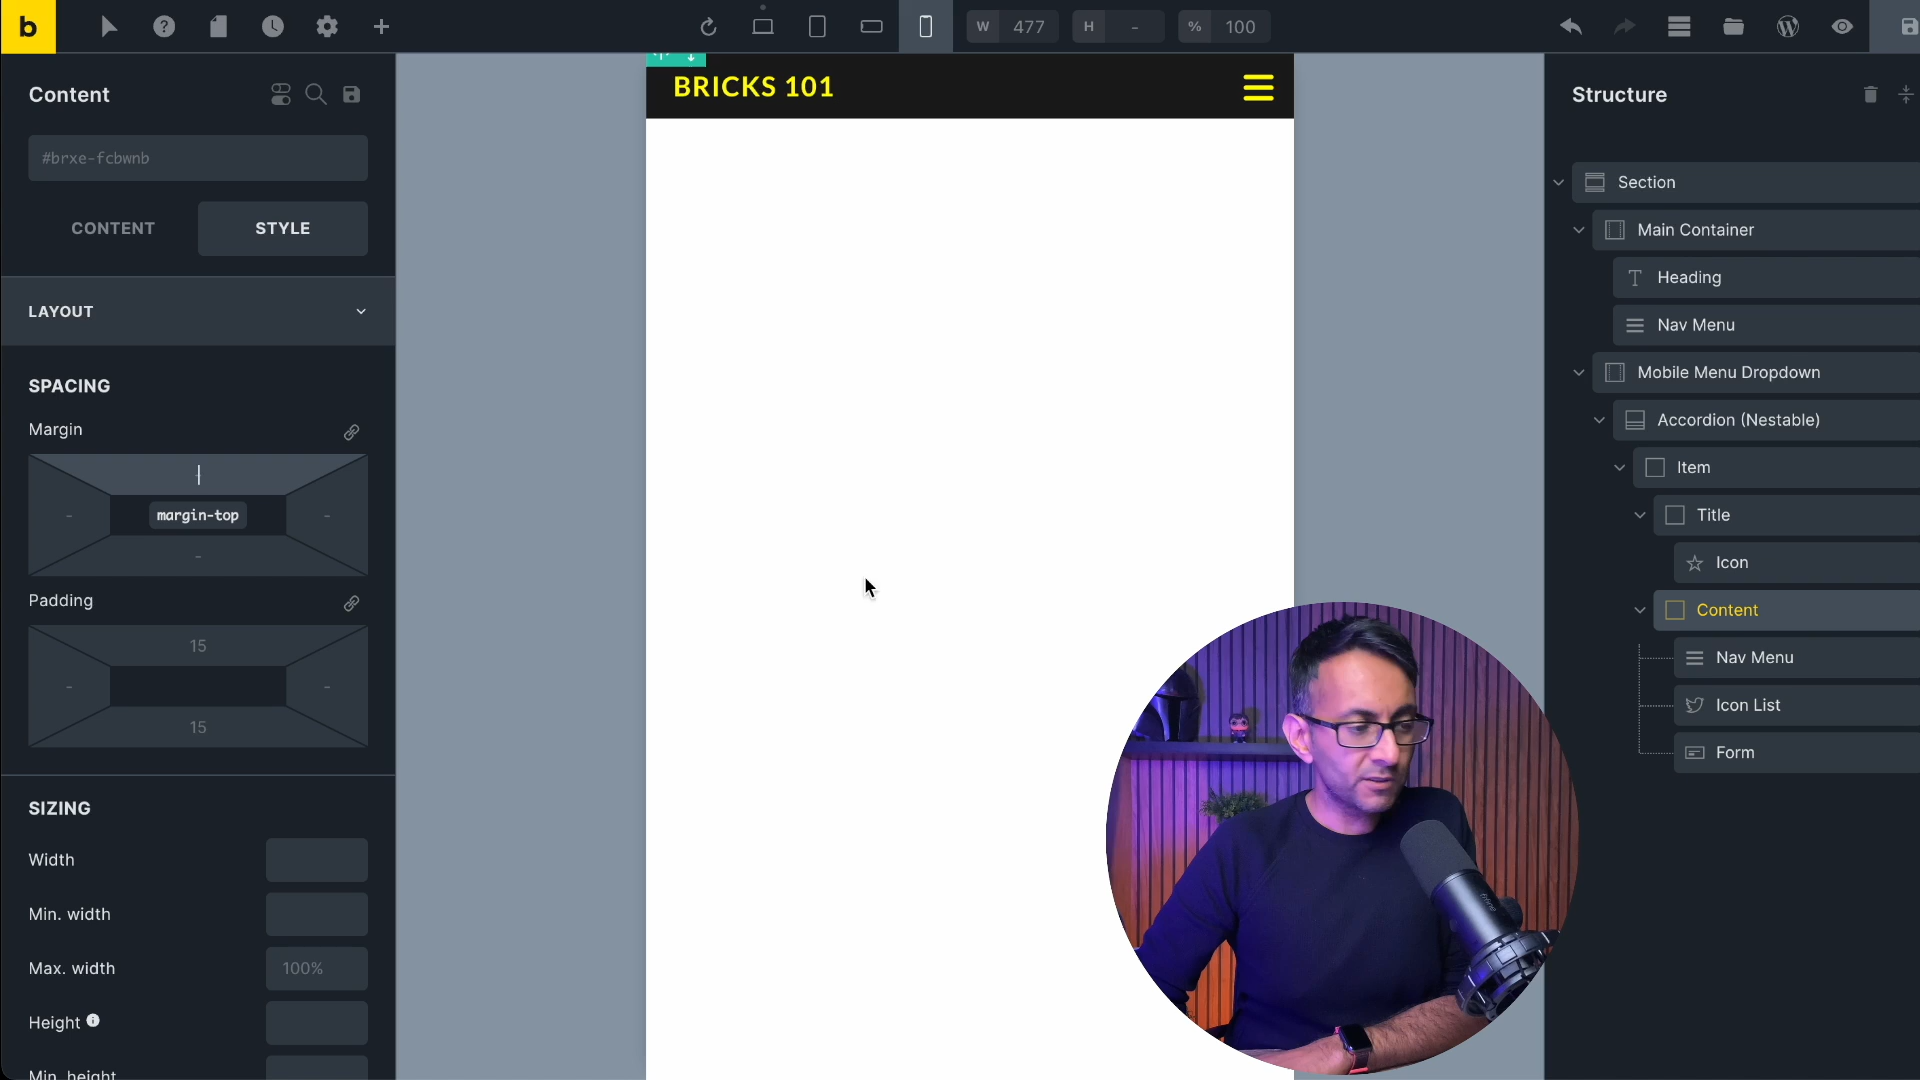 b
W 477 H - % 100
Content
#brxe-fcbwnb
CONTENT STYLE
LAYOUT
SPACING
Margin
margin-top
- -
-
Padding
15
- -
15
SIZING
Width
Min. width
Max. width 100%
Height
Min. height
BRICKS 101
Structure
Section
Main Container
Heading
Nav Menu
Mobile Menu Dropdown
Accordion (Nestable)
Item
Title
Icon
Content
Nav Menu
Icon List
Form